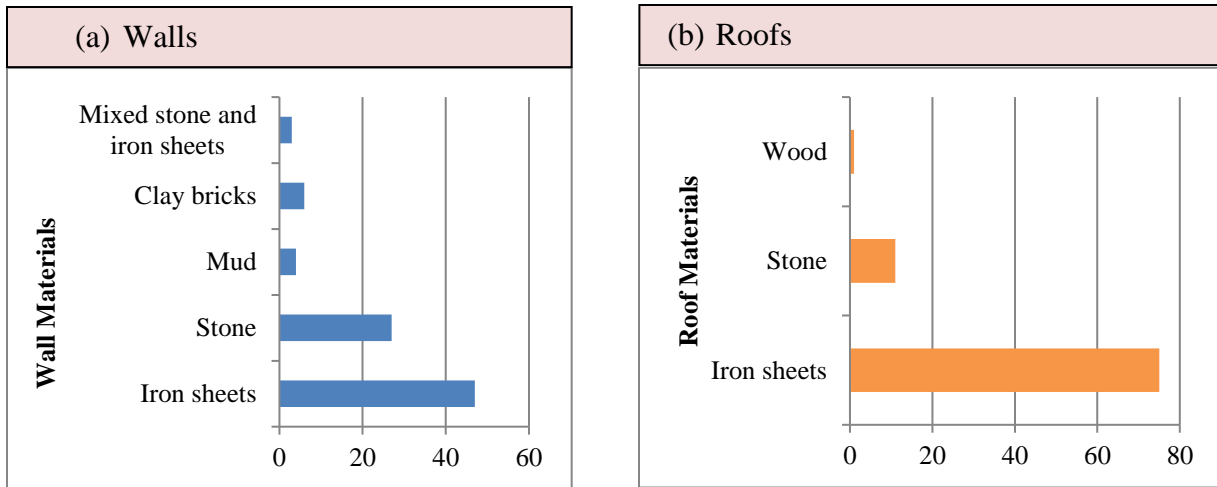 (a) Walls
Wall Materials
Mixed stone and
iron sheets
Clay bricks
Mud
Stone
Iron sheets
0 20 40 60
(b) Roofs
Roof Materials
Wood
Stone
Iron sheets
0 20 40 60 80